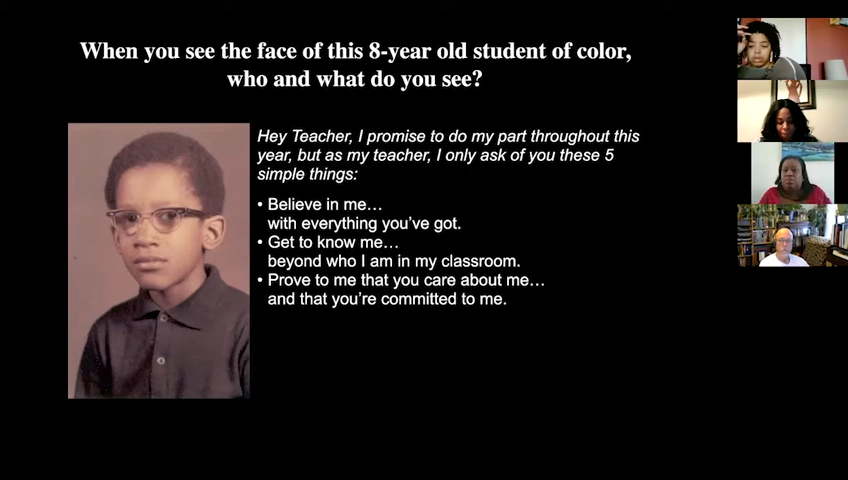 When you see the face of this 8-year old student of color,
who and what do you see?
Hey Teacher, I promise to do my part throughout this
year, but as my teacher, I only ask of you these 5
simple things:
• Believe in me…
with everything you've got.
• Get to know me…
beyond who I am in my classroom.
• Prove to me that you care about me…
and that you're committed to me.